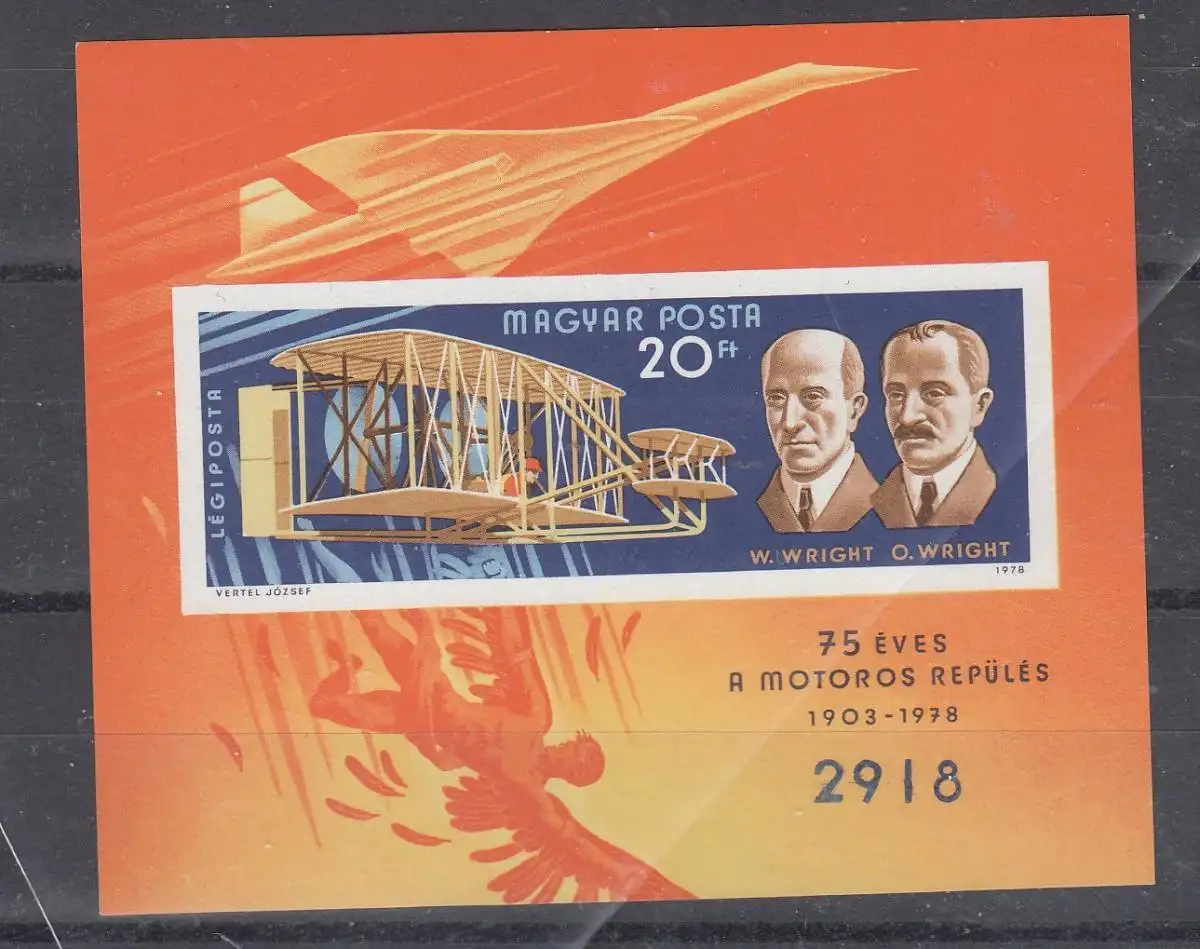 MAGYAR POSTA
20 Ft
LÉGIPOSTA
W. WRIGHT O. WRIGHT
VERTEL JÓZSEF
1978
75 ÉVES
A MOTOROS REPÜLÉS
1903-1978
2918